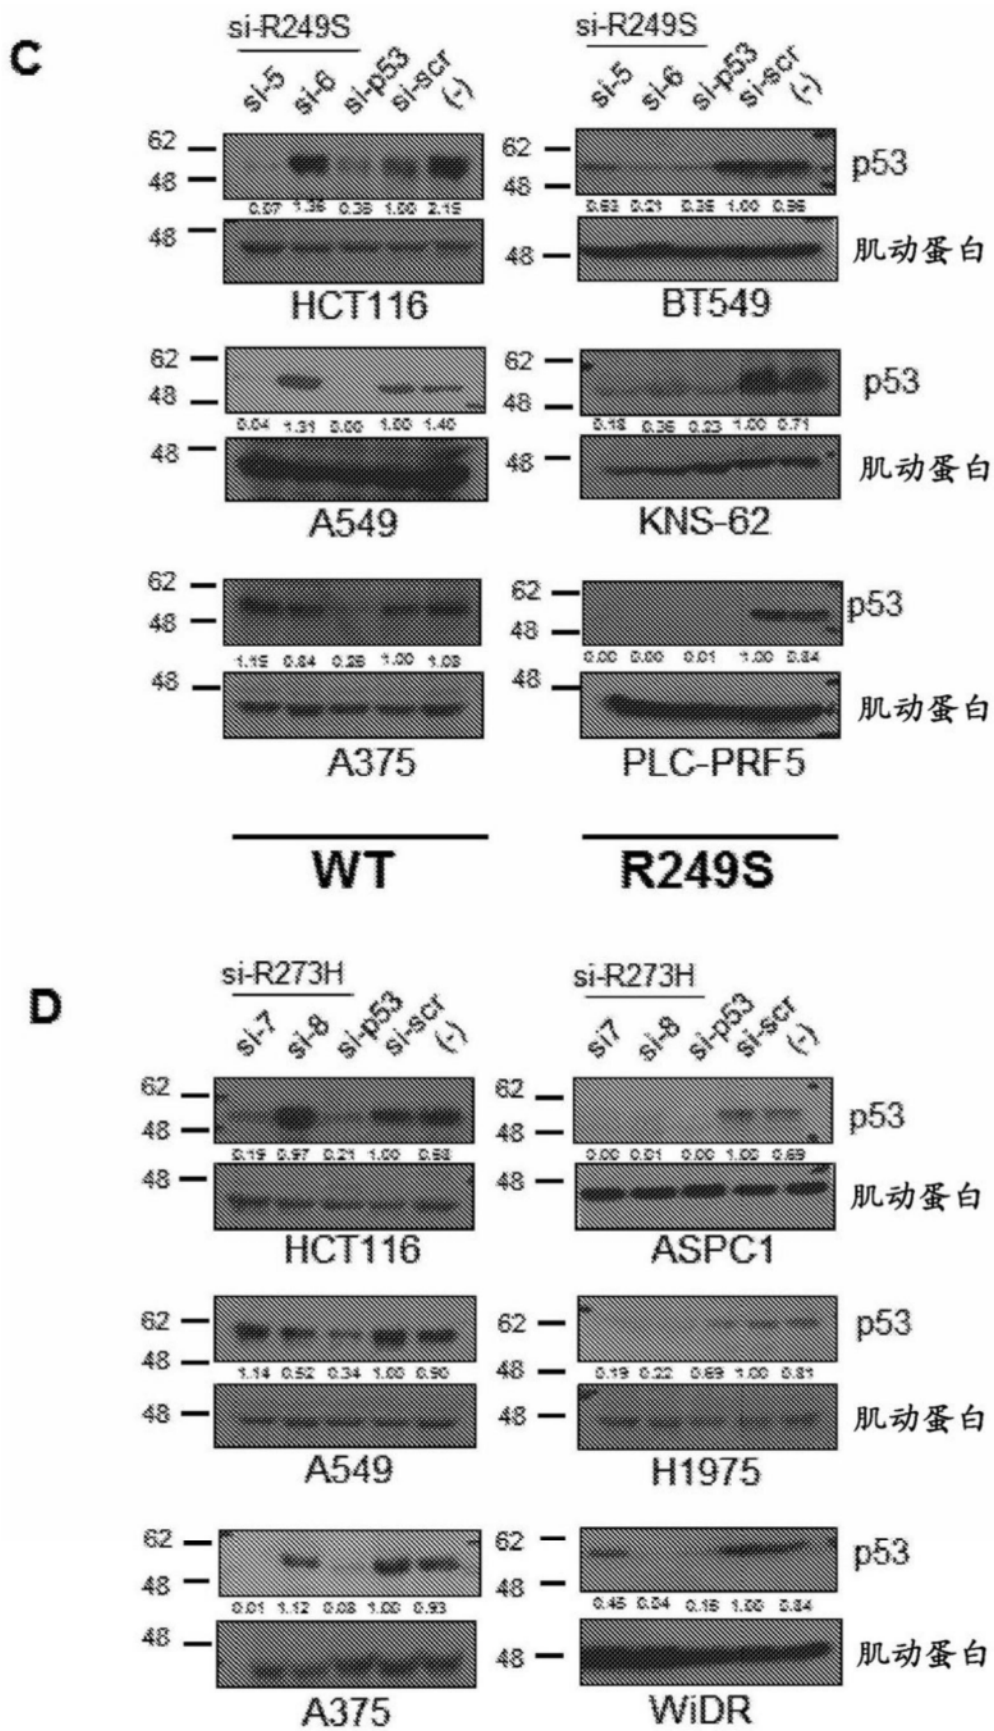 C
si-R249S
si-R249S
si-5 si-6 si-p53 si-scr (-)
si-5 si-6 si-p53 si-scr (-)
62
48
62
48
p53
0.07 1.36 0.36 1.00 2.15
0.63 0.21 0.36 1.00 0.96
48
48
肌动蛋白
HCT116
BT549
62
48
62
48
p53
0.04 1.31 0.00 1.00 1.40
0.18 0.36 0.23 1.00 0.71
48
48
肌动蛋白
A549
KNS-62
62
48
62
48
p53
1.15 0.84 0.26 1.00 1.03
0.00 0.00 0.01 1.00 0.84
48
48
肌动蛋白
A375
PLC-PRF5
WT
R249S
D
si-R273H
si-R273H
si-7 si-8 si-p53 si-scr (-)
si7 si-8 si-p53 si-scr (-)
62
48
62
48
p53
0.19 0.97 0.21 1.00 0.68
0.00 0.01 0.00 1.00 0.69
48
48
肌动蛋白
HCT116
ASPC1
62
48
62
48
p53
1.14 0.52 0.34 1.00 0.90
0.19 0.22 0.69 1.00 0.81
48
48
肌动蛋白
A549
H1975
62
48
62
48
p53
0.01 1.12 0.08 1.00 0.93
0.45 0.04 0.16 1.00 0.84
48
48
肌动蛋白
A375
WiDR